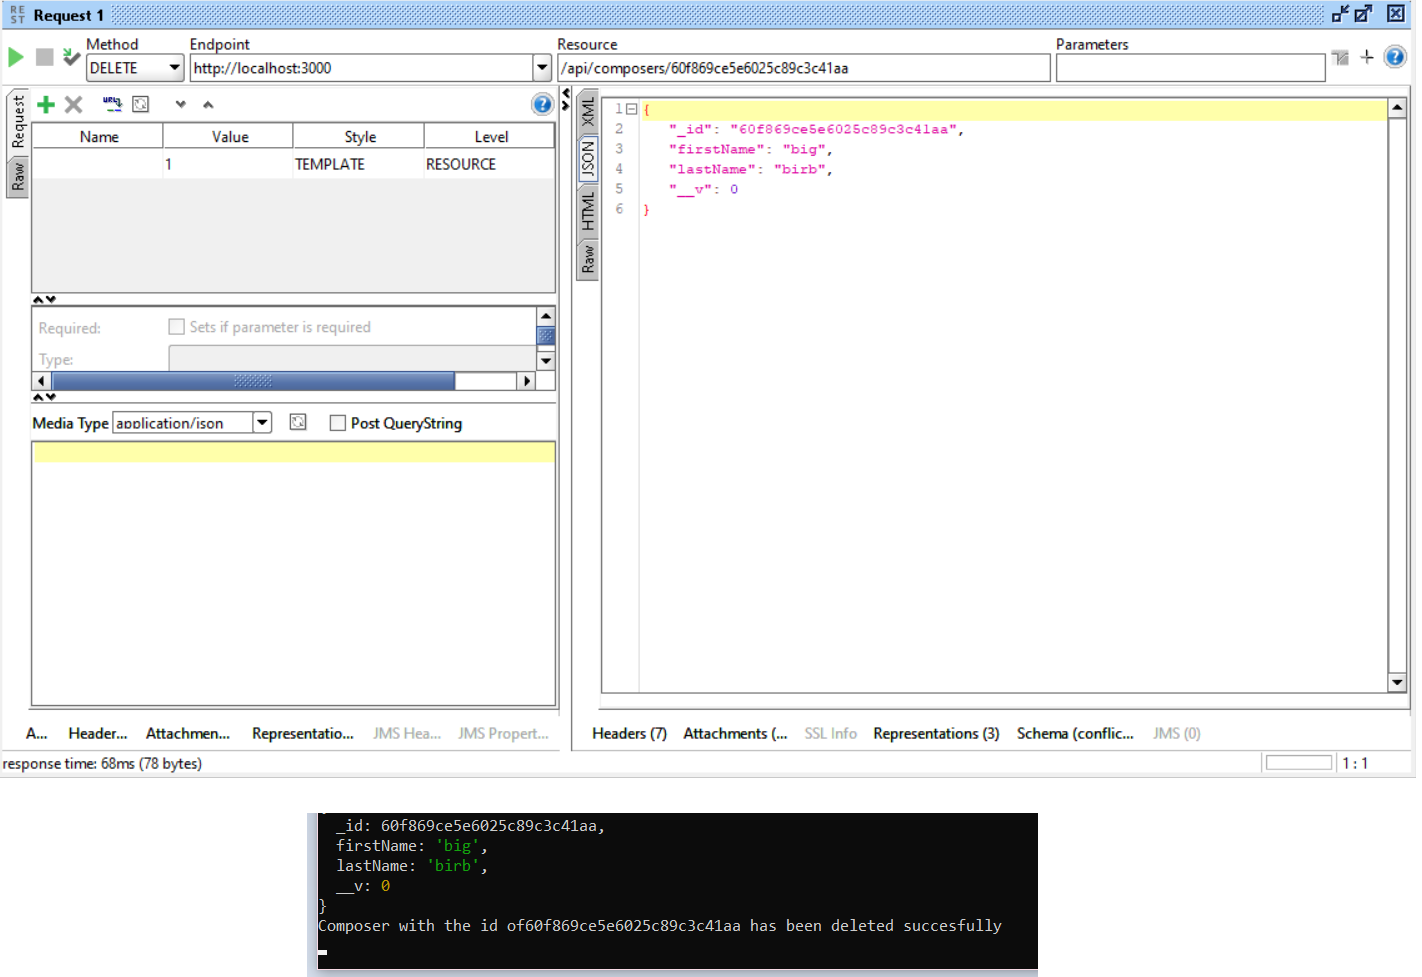 RE
ST
Request 1
Method
Endpoint
Resource
Parameters
DELETE
http://localhost:3000
/api/composers/60f869ce5e6025c89c3c41aa
?
Request
Raw
URL
?
Name Value Style Level
1 TEMPLATE RESOURCE
Required: Sets if parameter is required
Type:
Media Type application/json Post QueryString
A... Header... Attachmen... Representatio... JMS Hea... JMS Propert...
XML
JSON
HTML
Raw
1 {
2 "_id": "60f869ce5e6025c89c3c41aa",
3 "firstName": "big",
4 "lastName": "birb",
5 "__v": 0
6 }
Headers (7) Attachments (... SSL Info Representations (3) Schema (conflic... JMS (0)
response time: 68ms (78 bytes)
1 : 1
_id: 60f869ce5e6025c89c3c41aa,
firstName: 'big',
lastName: 'birb',
__v: 0
}
Composer with the id of60f869ce5e6025c89c3c41aa has been deleted succesfully